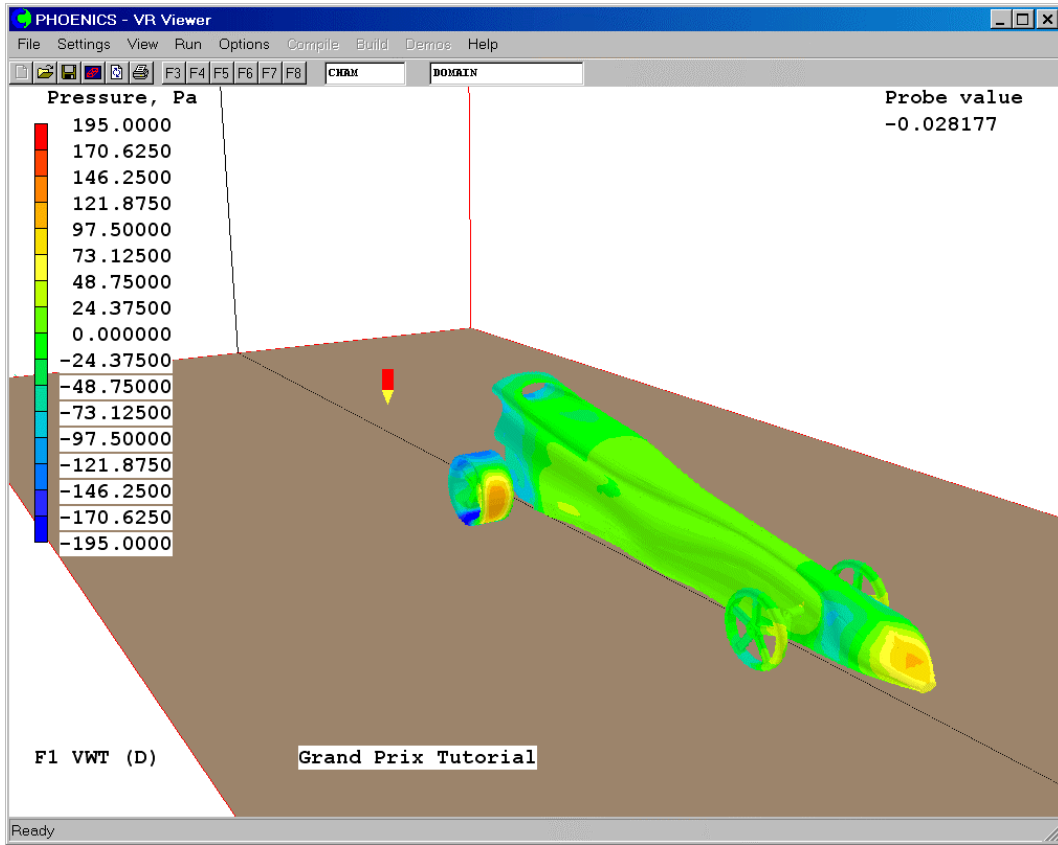 PHOENICS - VR Viewer
File Settings View Run Options Compile Build Demos Help
F3 F4 F5 F6 F7 F8 CHAM DOMAIN
Pressure, Pa
195.0000
170.6250
146.2500
121.8750
97.50000
73.12500
48.75000
24.37500
0.000000
-24.37500
-48.75000
-73.12500
-97.50000
-121.8750
-146.2500
-170.6250
-195.0000
Probe value
-0.028177
F1 VWT (D)
Grand Prix Tutorial
Ready